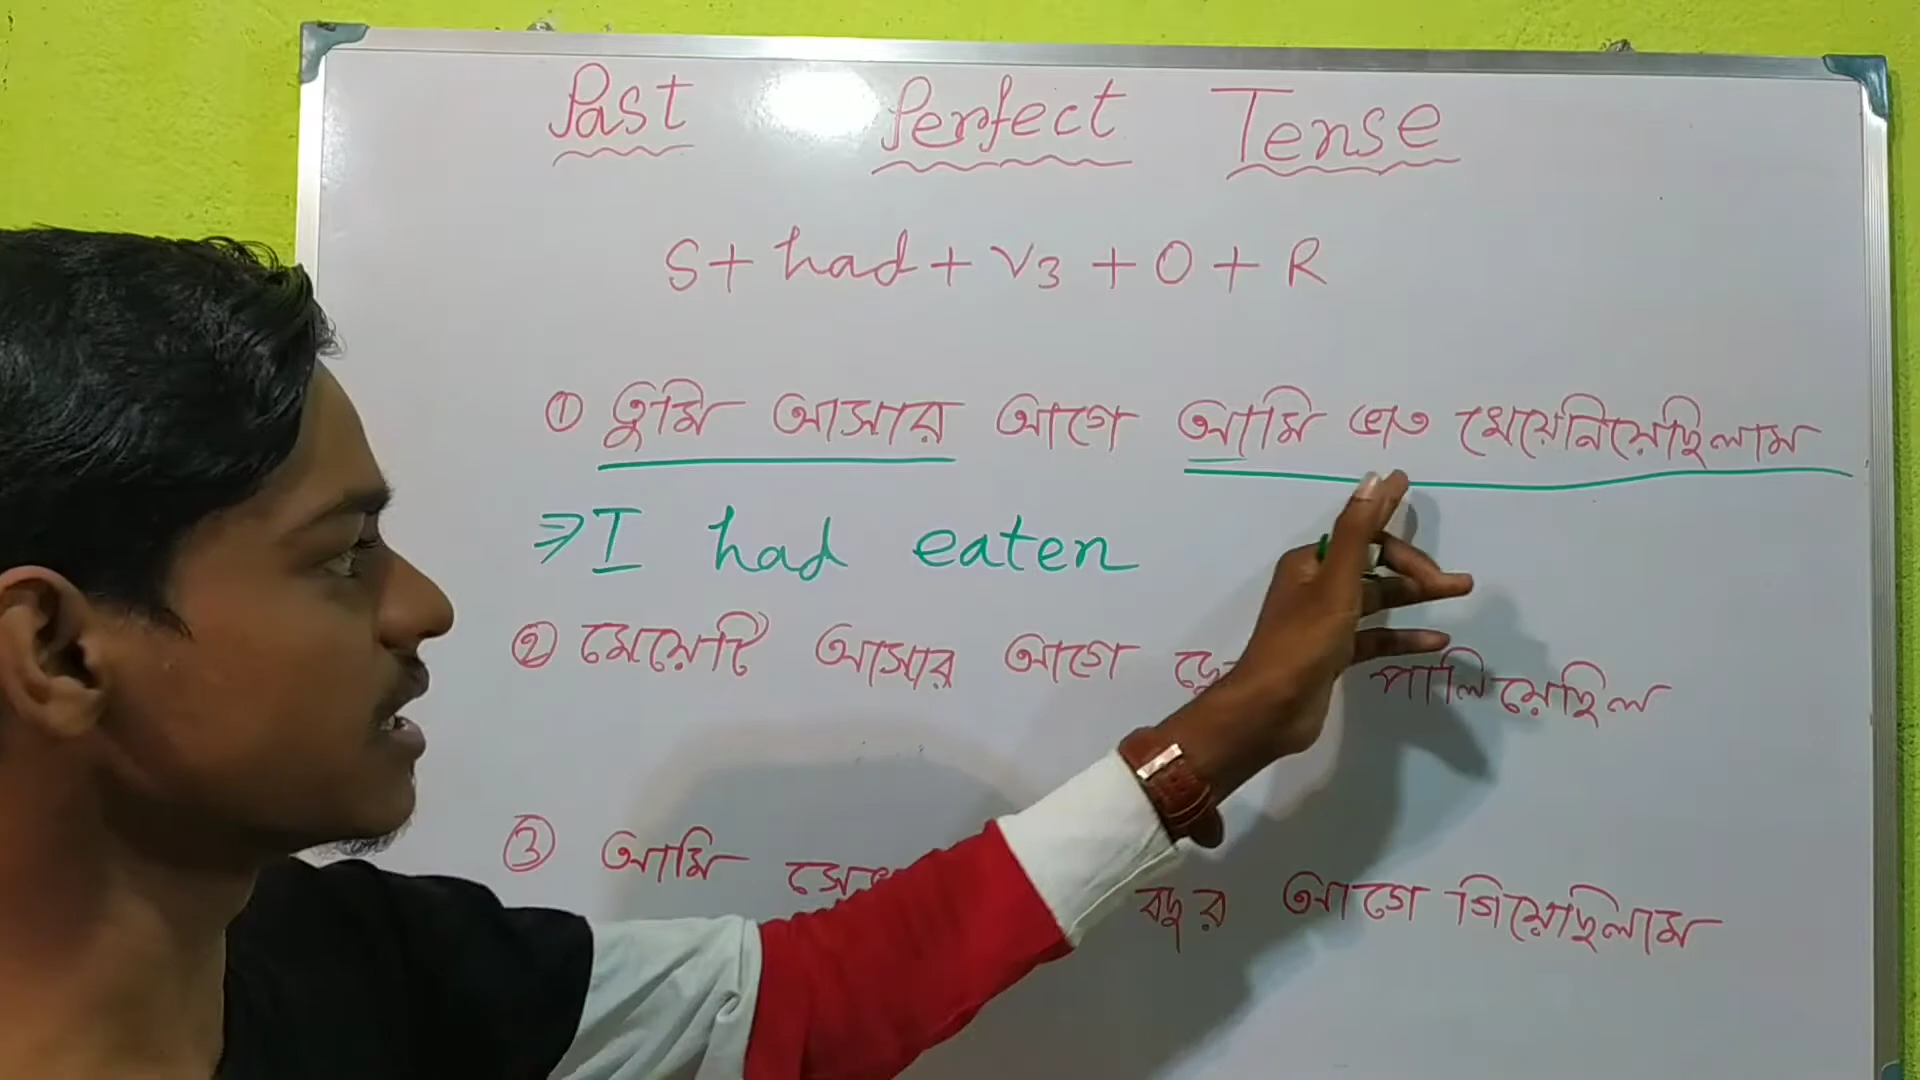 Past Perfect Tense
S + had + V3 + O + R
① তুমি আসার আগে আমি ভাত খেয়েনিয়েছিলাম
⇒ I had eaten
② মেয়েটি আসার আগে পালিয়েছিল
③ আমি বছর আগে গিয়েছিলাম